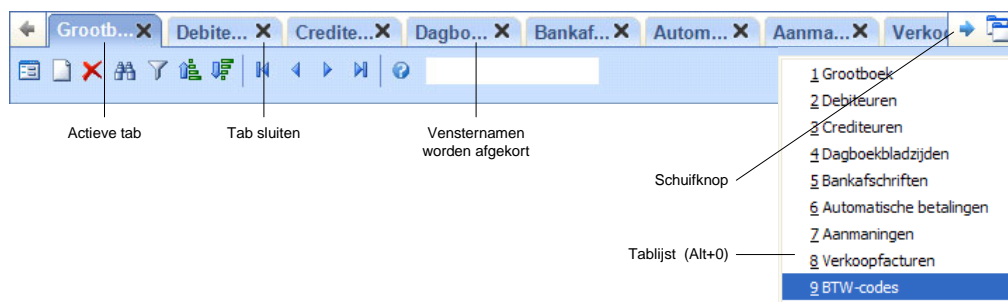 Grootb... Debite... Credite... Dagbo... Bankaf... Autom... Aanma... Verko
Actieve tab
Tab sluiten
Vensternamen
worden afgekort
Schuifknop
Tablijst (Alt+0)
1 Grootboek
2 Debiteuren
3 Crediteuren
4 Dagboekbladzijden
5 Bankafschriften
6 Automatische betalingen
7 Aanmaningen
8 Verkoopfacturen
9 BTW-codes